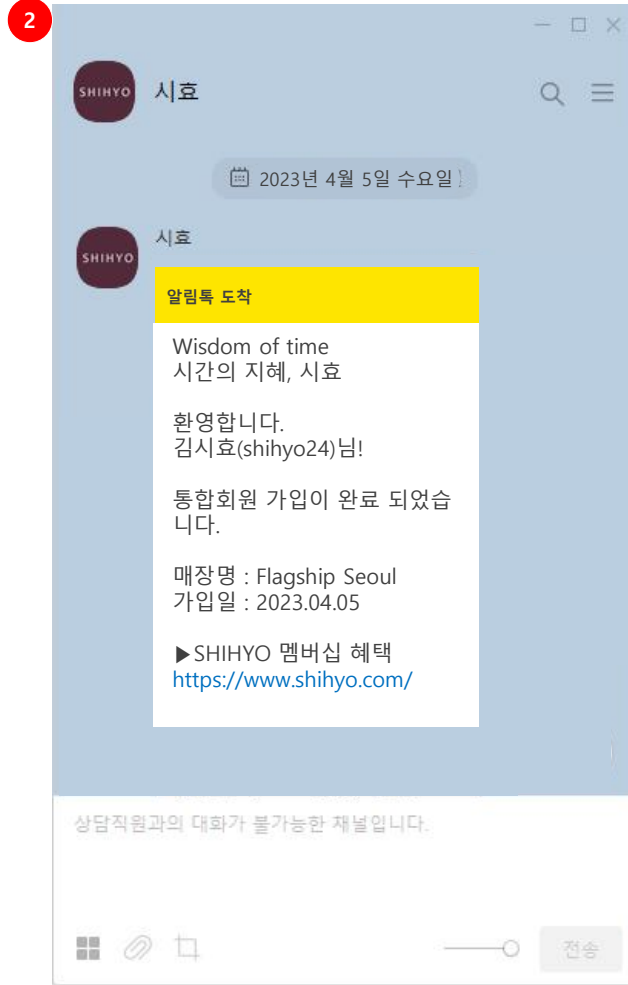 2
SHIHYO
시효
2023년 4월 5일 수요일
시효
SHIHYO
알림톡 도착
Wisdom of time
시간의 지혜, 시효
환영합니다.
김시효(shihyo24)님!
통합회원 가입이 완료 되었습
니다.
매장명 : Flagship Seoul
가입일 : 2023.04.05
▶SHIHYO 멤버십 혜택
https://www.shihyo.com/
상담직원과의 대화가 불가능한 채널입니다.
전송